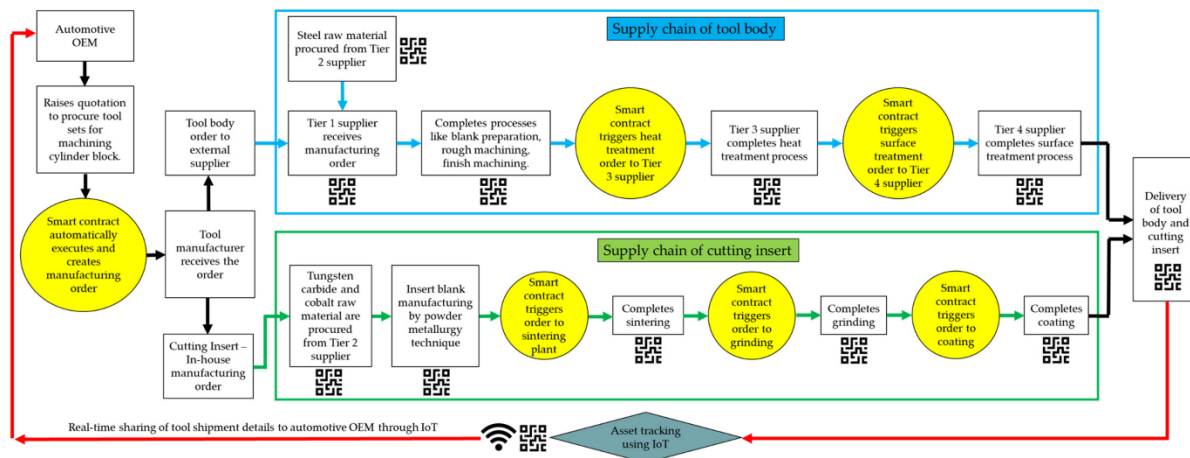 Automotive
OEM
Raises quotation
to procure tool
sets for
machining
cylinder block.
Smart contract
automatically
executes and
creates
manufacturing
order
Tool body
order to
external
supplier
Tool
manufacturer
receives the
order
Cutting Insert –
In-house
manufacturing
order
Supply chain of tool body
Steel raw material
procured from Tier
2 supplier
Tier 1 supplier
receives
manufacturing
order
Completes processes
like blank preparation,
rough machining,
finish machining.
Smart
contract
triggers heat
treatment
order to Tier
3 supplier
Tier 3 supplier
completes heat
treatment process
Smart
contract
triggers
surface
treatment
order to Tier
4 supplier
Tier 4 supplier
completes surface
treatment process
Supply chain of cutting insert
Tungsten
carbide and
cobalt raw
material are
procured
from Tier 2
supplier
Insert blank
manufacturing
by powder
metallurgy
technique
Smart
contract
triggers
order to
sintering
plant
Completes
sintering
Smart
contract
triggers
order to
grinding
Completes
grinding
Smart
contract
triggers
order to
coating
Completes
coating
Delivery
of tool
body and
cutting
insert
Asset tracking
using IoT
Real-time sharing of tool shipment details to automotive OEM through IoT